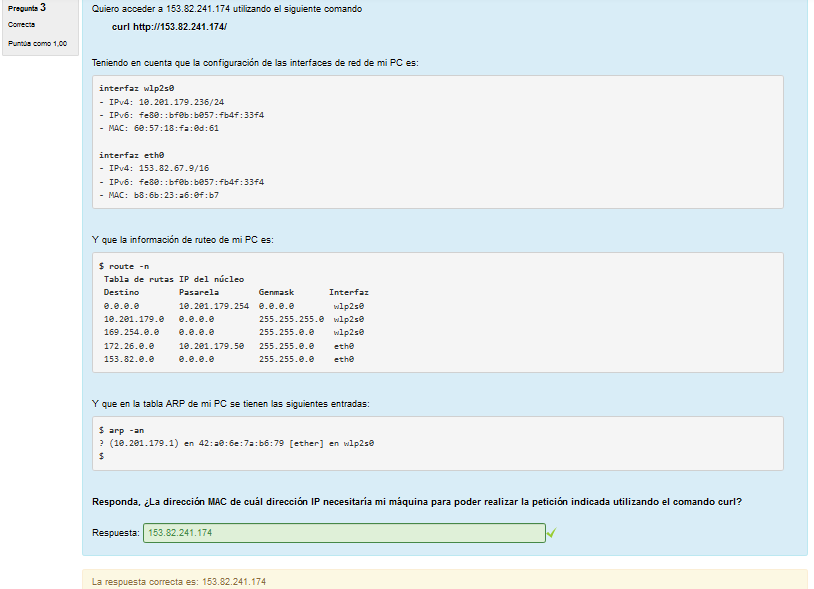 Pregunta 3
Correcta
Puntúa como 1,00
Quiero acceder a 153.82.241.174 utilizando el siguiente comando
curl http://153.82.241.174/
Teniendo en cuenta que la configuración de las interfaces de red de mi PC es:
interfaz wlp2s0
- IPv4: 10.201.179.236/24
- IPv6: fe80::bf0b:b057:fb4f:33f4
- MAC: 60:57:18:fa:0d:61
interfaz eth0
- IPv4: 153.82.67.9/16
- IPv6: fe80::bf0b:b057:fb4f:33f4
- MAC: b8:6b:23:a6:0f:b7
Y que la información de ruteo de mi PC es:
$ route -n
Tabla de rutas IP del núcleo
Destino Pasarela Genmask Interfaz
0.0.0.0 10.201.179.254 0.0.0.0 wlp2s0
10.201.179.0 0.0.0.0 255.255.255.0 wlp2s0
169.254.0.0 0.0.0.0 255.255.0.0 wlp2s0
172.26.0.0 10.201.179.50 255.255.0.0 eth0
153.82.0.0 0.0.0.0 255.255.0.0 eth0
Y que en la tabla ARP de mi PC se tienen las siguientes entradas:
$ arp -an
? (10.201.179.1) en 42:a0:6e:7a:b6:79 [ether] en wlp2s0
$
Responda, ¿La dirección MAC de cuál dirección IP necesitaría mi máquina para poder realizar la petición indicada utilizando el comando curl?
Respuesta: 153.82.241.174
La respuesta correcta es: 153.82.241.174